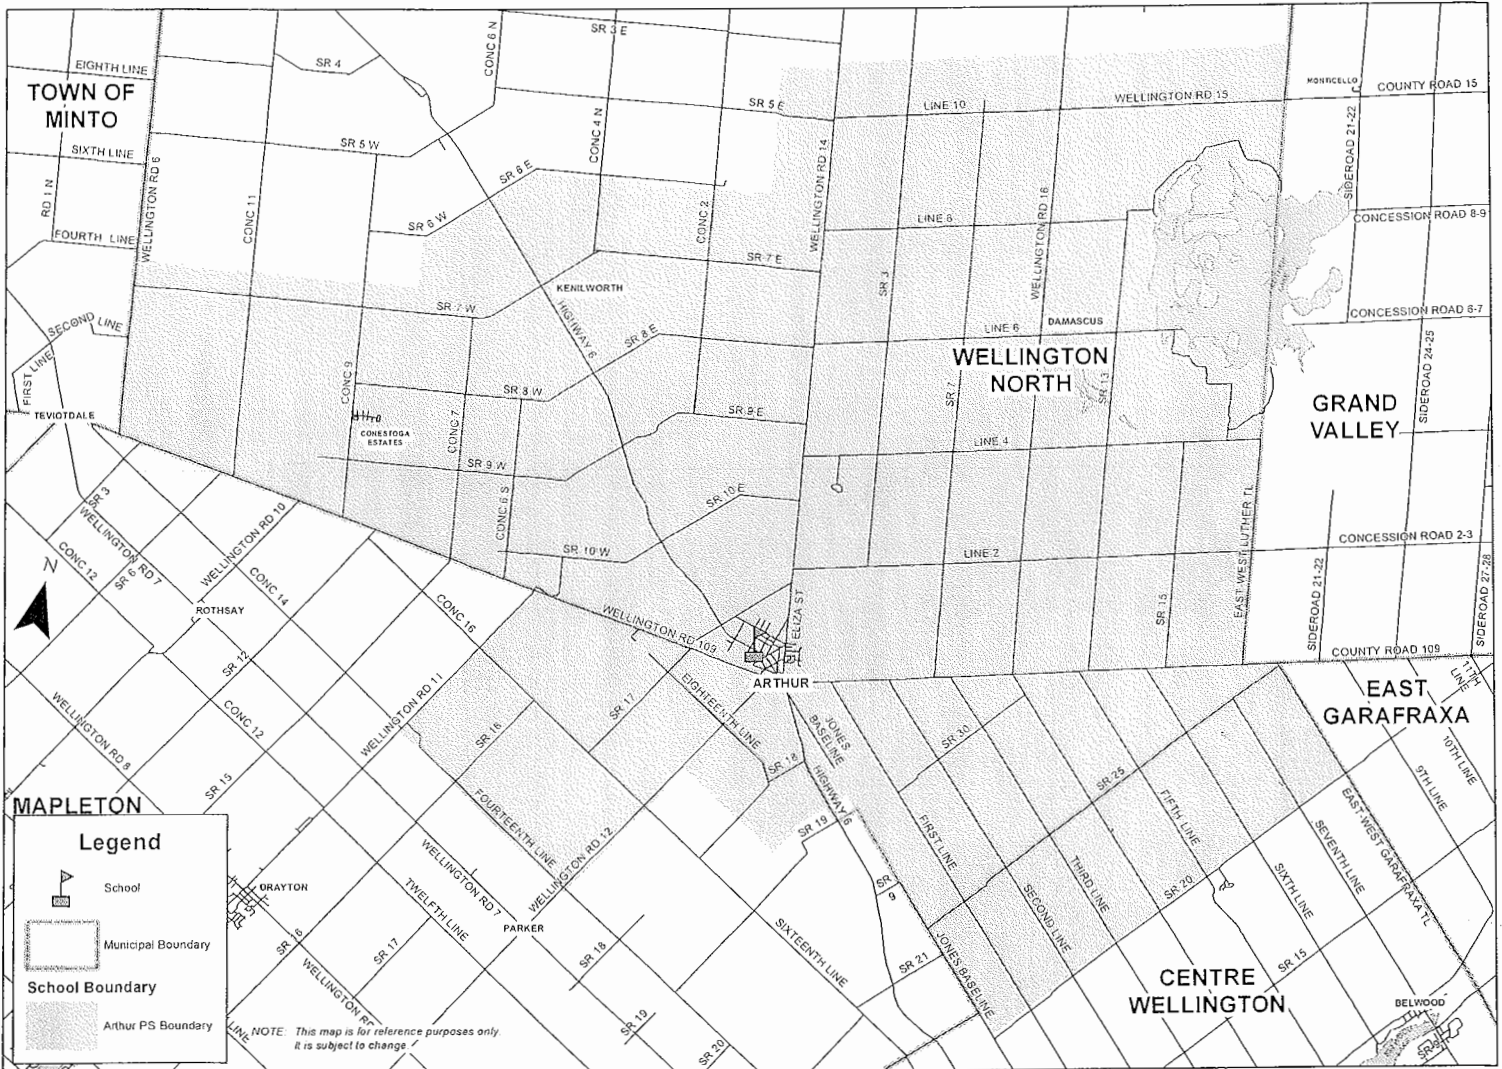 SR 3 E
CONC 6 N
EIGHTH LINE
SR 4
TOWN OF
MINTO
MONTICELLO
COUNTY ROAD 15
WELLINGTON RD 15
LINE 10
SR 5 E
CONC 4 N
SR 5 W
SIXTH LINE
WELLINGTON RD 14
SIDEROAD 21-22
WELLINGTON RD 6
RD 1 N
CONC 11
SR 6 E
SR 6 W
CONC 2
LINE 8
WELLINGTON RD 16
CONCESSION ROAD 8-9
FOURTH LINE
SR 7 E
SR 3
KENILWORTH
SR 7 W
HIGHWAY 6
SECOND LINE
SR 8 E
LINE 6
DAMASCUS
CONCESSION ROAD 6-7
FIRST LINE
WELLINGTON
NORTH
SIDEROAD 24-25
CONC 9
SR 8 W
SR 7
SR 13
GRAND
VALLEY
TEVIOTDALE
CONESTOGA
ESTATES
CONC 7
SR 9 E
LINE 4
SR 9 W
SR 3
SR 10 E
CONC 6 S
EAST-WEST LUTHER TL
WELLINGTON RD 10
WELLINGTON RD 7
CONC 12
SR 6
SR 10 W
LINE 2
CONCESSION ROAD 2-3
N
CONC 14
ROTHSAY
CONC 16
WELLINGTON RD 109
ELIZA ST
SR 15
SIDEROAD 21-22
SIDEROAD 27-28
COUNTY ROAD 109
SR 12
ARTHUR
EIGHTEENTH LINE
SR 17
11TH
LINE
EAST
GARAFRAXA
WELLINGTON RD 11
CONC 12
WELLINGTON RD 8
SR 16
JONES
BASELINE
SR 30
10TH LINE
9TH LINE
SR 18
SR 15
SR 25
HIGHWAY 6
MAPLETON
FOURTEENTH LINE
SR 19
FIRST LINE
FIFTH LINE
EAST-WEST GARAFRAXA TL
WELLINGTON RD 12
WELLINGTON RD 7
SEVENTH LINE
Legend
School
Municipal Boundary
School Boundary
Arthur PS Boundary
DRAYTON
TWELFTH LINE
SR
9
THIRD LINE
SR 20
SIXTH LINE
SECOND LINE
PARKER
SR 16
SR 17
SR 18
SIXTEENTH LINE
SR 21
JONES BASELINE
SR 15
CENTRE
WELLINGTON
BELWOOD
WELLINGTON RD
LINE
NOTE: This map is for reference purposes only.
It is subject to change.
SR 19
SR 20